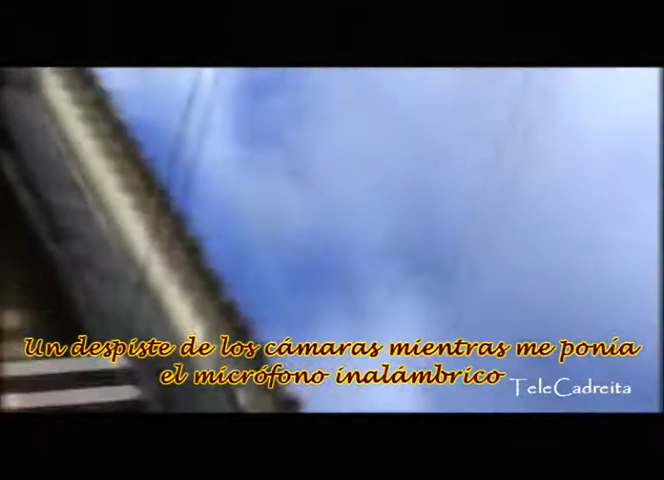 Un despiste de los cámaras mientras me ponía
el micrófono inalámbrico
TeleCadreita